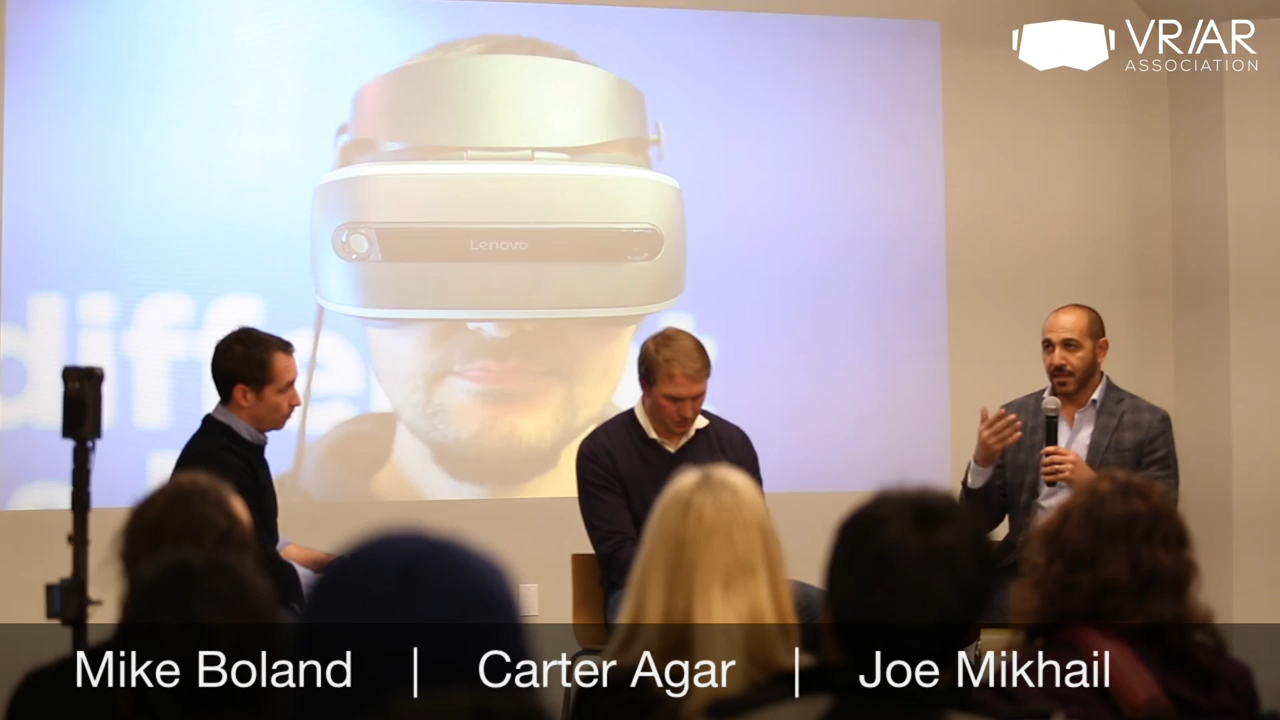 VR/AR
ASSOCIATION
Lenovo
Mike Boland | Carter Agar | Joe Mikhail